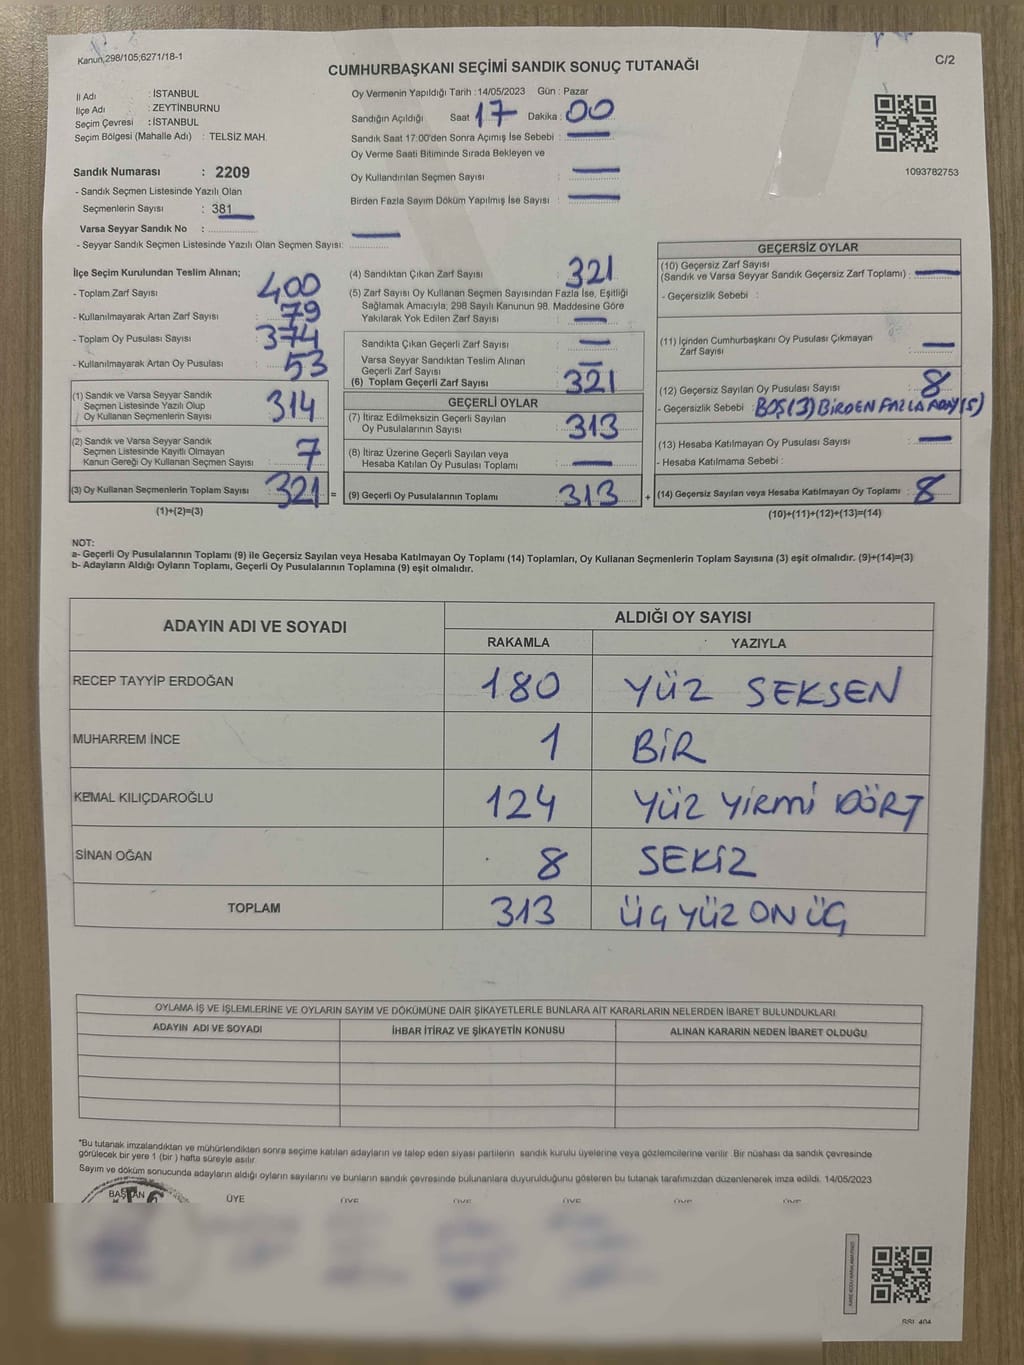 Kanun,298/105;6271/18-1
C/2
CUMHURBAŞKANI SEÇİMİ SANDIK SONUÇ TUTANAĞI
İl Adı : İSTANBUL
İlçe Adı : ZEYTİNBURNU
Seçim Çevresi : İSTANBUL
Seçim Bölgesi (Mahalle Adı) : TELSİZ MAH.
Sandık Numarası : 2209
- Sandık Seçmen Listesinde Yazılı Olan
Seçmenlerin Sayısı : 381
Varsa Seyyar Sandık No :
- Seyyar Sandık Seçmen Listesinde Yazılı Olan Seçmen Sayısı:
Oy Vermenin Yapıldığı Tarih : 14/05/2023 Gün : Pazar
Sandığın Açıldığı Saat 17 Dakika : 00
Sandık Saat 17:00'den Sonra Açımış İse Sebebi :
Oy Verme Saati Bitiminde Sırada Bekleyen ve
Oy Kullandırılan Seçmen Sayısı :
Birden Fazla Sayım Döküm Yapılmış İse Sayısı :
1093782753
İlçe Seçim Kurulundan Teslim Alınan;
- Toplam Zarf Sayısı : 400
- Kullanılmayarak Artan Zarf Sayısı : 79
- Toplam Oy Pusulası Sayısı : 374
- Kullanılmayarak Artan Oy Pusulası : 53
(1) Sandık ve Varsa Seyyar Sandık
Seçmen Listesinde Yazılı Olup
Oy Kullanan Seçmenlerin Sayısı : 314
(2) Sandık ve Varsa Seyyar Sandık
Seçmen Listesinde Kayıtlı Olmayan
Kanun Gereği Oy Kullanan Seçmen Sayısı : 7
(3) Oy Kullanan Seçmenlerin Toplam Sayısı : 321 =
(1)+(2)=(3)
(4) Sandıktan Çıkan Zarf Sayısı : 321
(5) Zarf Sayısı Oy Kullanan Seçmen Sayısından Fazla İse, Eşitliği
Sağlamak Amacıyla; 298 Sayılı Kanunun 98. Maddesine Göre
Yakılarak Yok Edilen Zarf Sayısı :
Sandıkta Çıkan Geçerli Zarf Sayısı :
Varsa Seyyar Sandıktan Teslim Alınan
Geçerli Zarf Sayısı :
(6) Toplam Geçerli Zarf Sayısı : 321
GEÇERLİ OYLAR
(7) İtiraz Edilmeksizin Geçerli Sayılan
Oy Pusulalarının Sayısı : 313
(8) İtiraz Üzerine Geçerli Sayılan veya
Hesaba Katılan Oy Pusulası Toplamı :
(9) Geçerli Oy Pusulalarının Toplamı : 313 +
GEÇERSİZ OYLAR
(10) Geçersiz Zarf Sayısı
(Sandık ve Varsa Seyyar Sandık Geçersiz Zarf Toplamı) :
- Geçersizlik Sebebi :
(11) İçinden Cumhurbaşkanı Oy Pusulası Çıkmayan
Zarf Sayısı :
(12) Geçersiz Sayılan Oy Pusulası Sayısı : 8
- Geçersizlik Sebebi : BOŞ(3) BİRDEN FAZLA ADAY(5)
(13) Hesaba Katılmayan Oy Pusulası Sayısı :
- Hesaba Katılmama Sebebi :
(14) Geçersiz Sayılan veya Hesaba Katılmayan Oy Toplamı : 8
(10)+(11)+(12)+(13)=(14)
NOT:
a- Geçerli Oy Pusulalarının Toplamı (9) ile Geçersiz Sayılan veya Hesaba Katılmayan Oy Toplamı (14) Toplamları, Oy Kullanan Seçmenlerin Toplam Sayısına (3) eşit olmalıdır. (9)+(14)=(3)
b- Adayların Aldığı Oyların Toplamı, Geçerli Oy Pusulalarının Toplamına (9) eşit olmalıdır.
ADAYIN ADI VE SOYADI
ALDIĞI OY SAYISI
RAKAMLA YAZIYLA
RECEP TAYYİP ERDOĞAN 180 YÜZ SEKSEN
MUHARREM İNCE 1 BİR
KEMAL KILIÇDAROĞLU 124 YÜZ YİRMİ DÖRT
SİNAN OĞAN 8 SEKİZ
TOPLAM 313 ÜÇ YÜZ ON ÜÇ
OYLAMA İŞ VE İŞLEMLERİNE VE OYLARIN SAYIM VE DÖKÜMÜNE DAİR ŞİKAYETLERLE BUNLARA AİT KARARLARIN NELERDEN İBARET BULUNDUKLARI
ADAYIN ADI VE SOYADI İHBAR İTİRAZ VE ŞİKAYETİN KONUSU ALINAN KARARIN NEDEN İBARET OLDUĞU
*Bu tutanak imzalandıktan ve mühürlendikten sonra seçime katılan adayların ve talep eden siyasi partilerin sandık kurulu üyelerine veya gözlemcilerine verilir. Bir nüshası da sandık çevresinde
görülecek bir yere 1 (bir) hafta süreyle asılır.
Sayım ve döküm sonucunda adayların aldığı oyların sayılarını ve bunların sandık çevresinde bulunanlara duyurulduğunu gösteren bu tutanak tarafımızdan düzenlenerek imza edildi. 14/05/2023
BAŞKAN ÜYE ÜYE ÜYE ÜYE ÜYE ÜYE